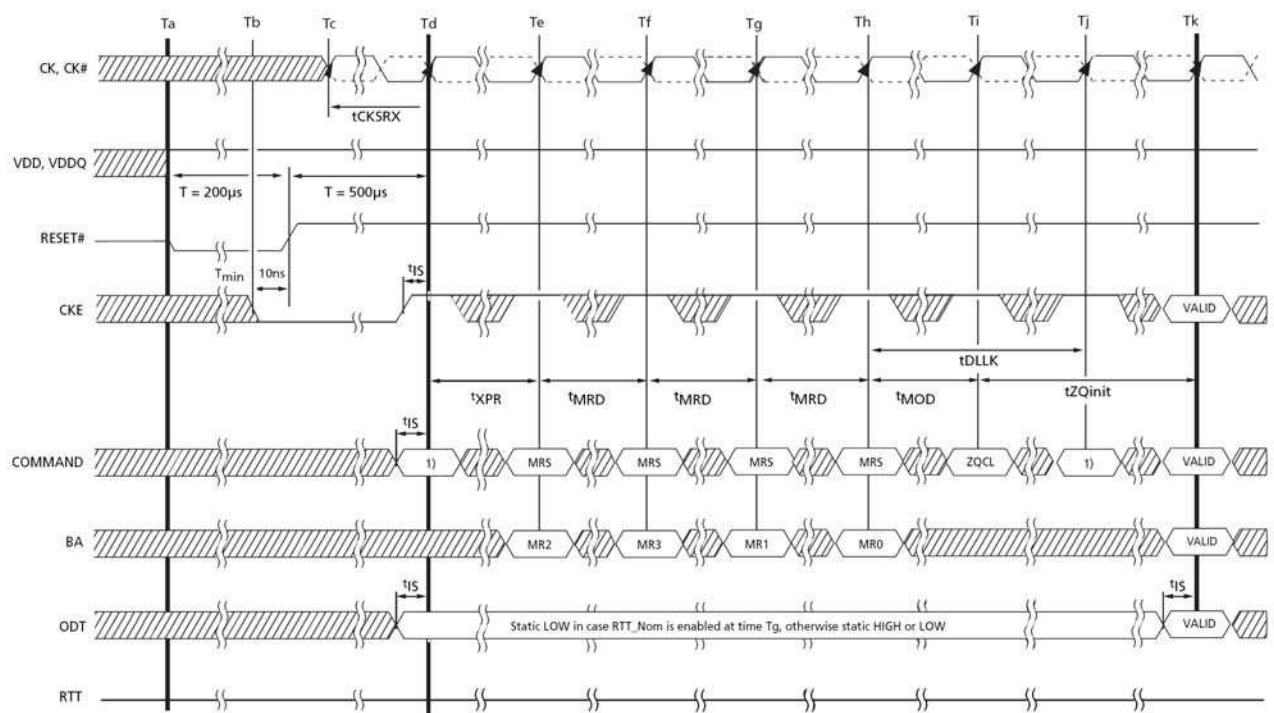 Ta Tb Tc Td Te Tf Tg Th Ti Tj Tk
CK, CK#
tCKSRX
VDD, VDDQ
T = 200µs T = 500µs
RESET#
Tmin 10ns tIS
CKE VALID
tDLLK
tXPR tMRD tMRD tMRD tMOD tZQinit
tIS
COMMAND 1) MRS MRS MRS MRS ZQCL 1) VALID
BA MR2 MR3 MR1 MR0 VALID
tIS tIS
ODT Static LOW in case RTT_Nom is enabled at time Tg, otherwise static HIGH or LOW VALID
RTT